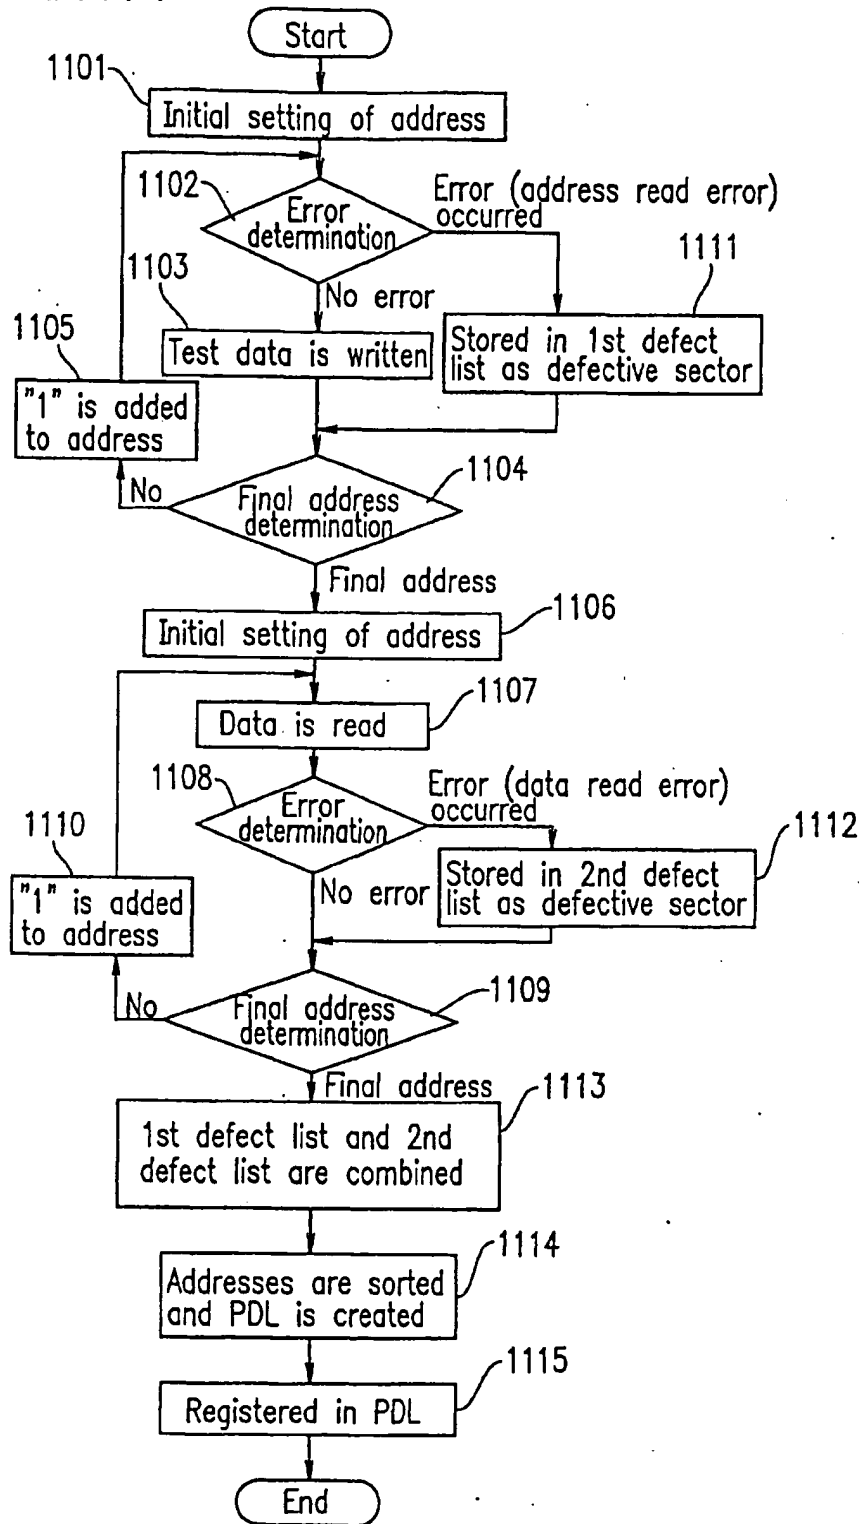 Start
1101
Initial setting of address
1102
Error
determination
Error (address read error)
occurred
1103
No error
1111
Test data is written
Stored in 1st defect
list as defective sector
1105
"1" is added
to address
No
1104
Final address
determination
Final address
1106
Initial setting of address
1107
Data is read
1108
Error
determination
Error (data read error)
occurred
1110
1112
"1" is added
to address
No error
Stored in 2nd defect
list as defective sector
No
1109
Final address
determination
Final address
1113
1st defect list and 2nd
defect list are combined
1114
Addresses are sorted
and PDL is created
1115
Registered in PDL
End